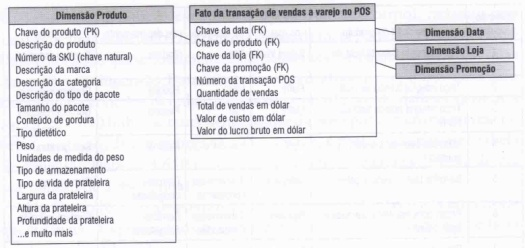 Dimensão Produto
Chave do produto (PK)
Descrição do produto
Número da SKU (chave natural)
Descrição da marca
Descrição da categoria
Descrição do tipo de pacote
Tamanho do pacote
Conteúdo de gordura
Tipo dietético
Peso
Unidades de medida do peso
Tipo de armazenamento
Tipo de vida de prateleira
Largura da prateleira
Altura da prateleira
Profundidade da prateleira
...e muito mais
Fato da transação de vendas a varejo no POS
Chave da data (FK)
Chave do produto (FK)
Chave da loja (FK)
Chave da promoção (FK)
Número da transação POS
Quantidade de vendas
Total de vendas em dólar
Valor de custo em dólar
Valor do lucro bruto em dólar
Dimensão Data
Dimensão Loja
Dimensão Promoção